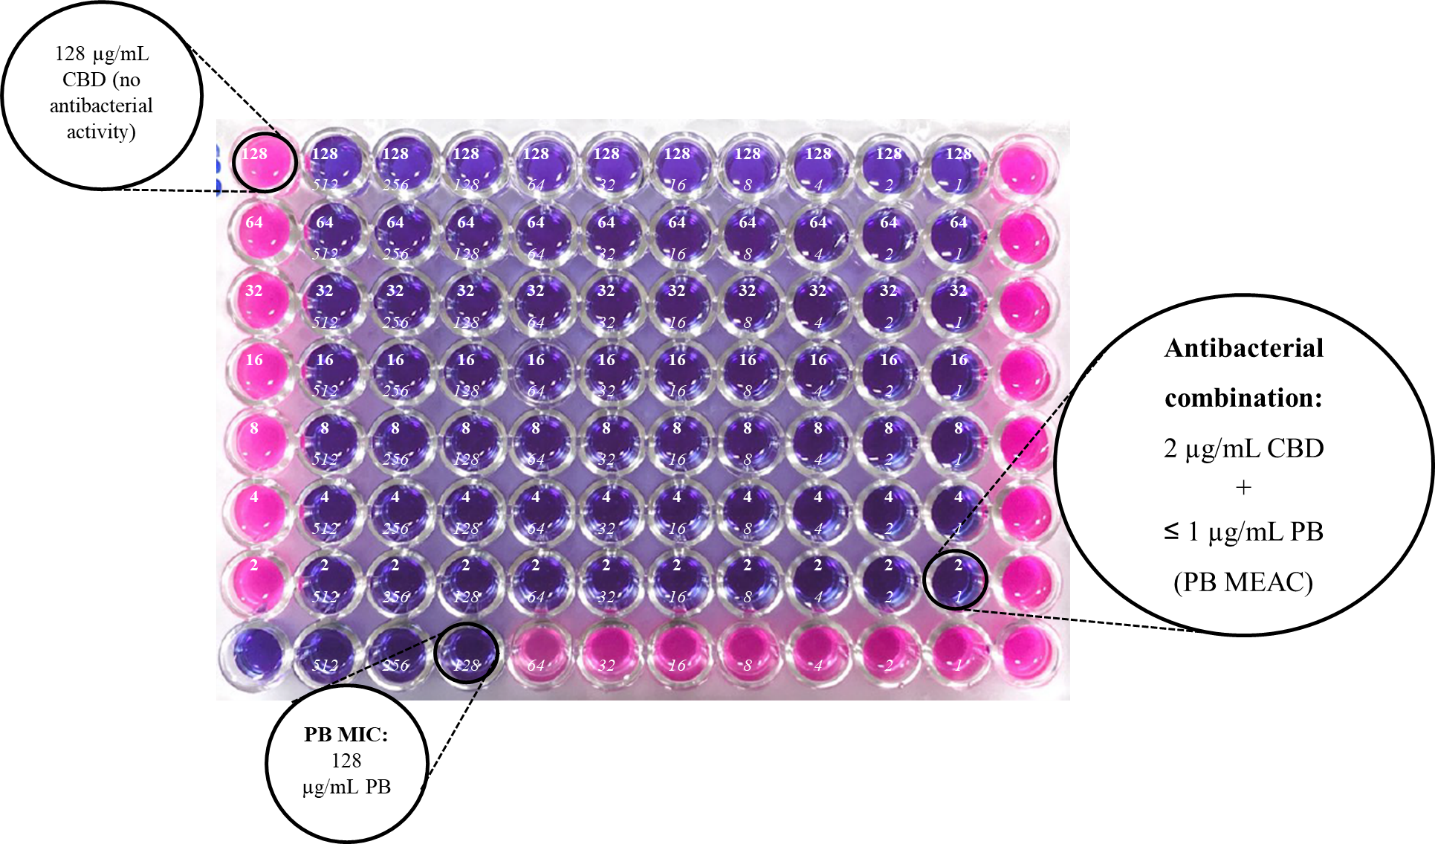 128 µg/mL
CBD (no
antibacterial
activity)
128 128 128 128 128 128 128 128 128 128 128
512 256 128 64 32 16 8 4 2 1
64 64 64 64 64 64 64 64 64 64 64
512 256 128 64 32 16 8 4 2 1
32 32 32 32 32 32 32 32 32 32 32
512 256 128 64 32 16 8 4 2 1
16 16 16 16 16 16 16 16 16 16 16
512 256 128 64 32 16 8 4 2 1
8 8 8 8 8 8 8 8 8 8 8
512 256 128 64 32 16 8 4 2 1
4 4 4 4 4 4 4 4 4 4 4
512 256 128 64 32 16 8 4 2 1
2 2 2 2 2 2 2 2 2 2 2
512 256 128 64 32 16 8 4 2 1
512 256 128 64 32 16 8 4 2 1
Antibacterial
combination:
2 µg/mL CBD
+
≤ 1 µg/mL PB
(PB MEAC)
PB MIC:
128
µg/mL PB